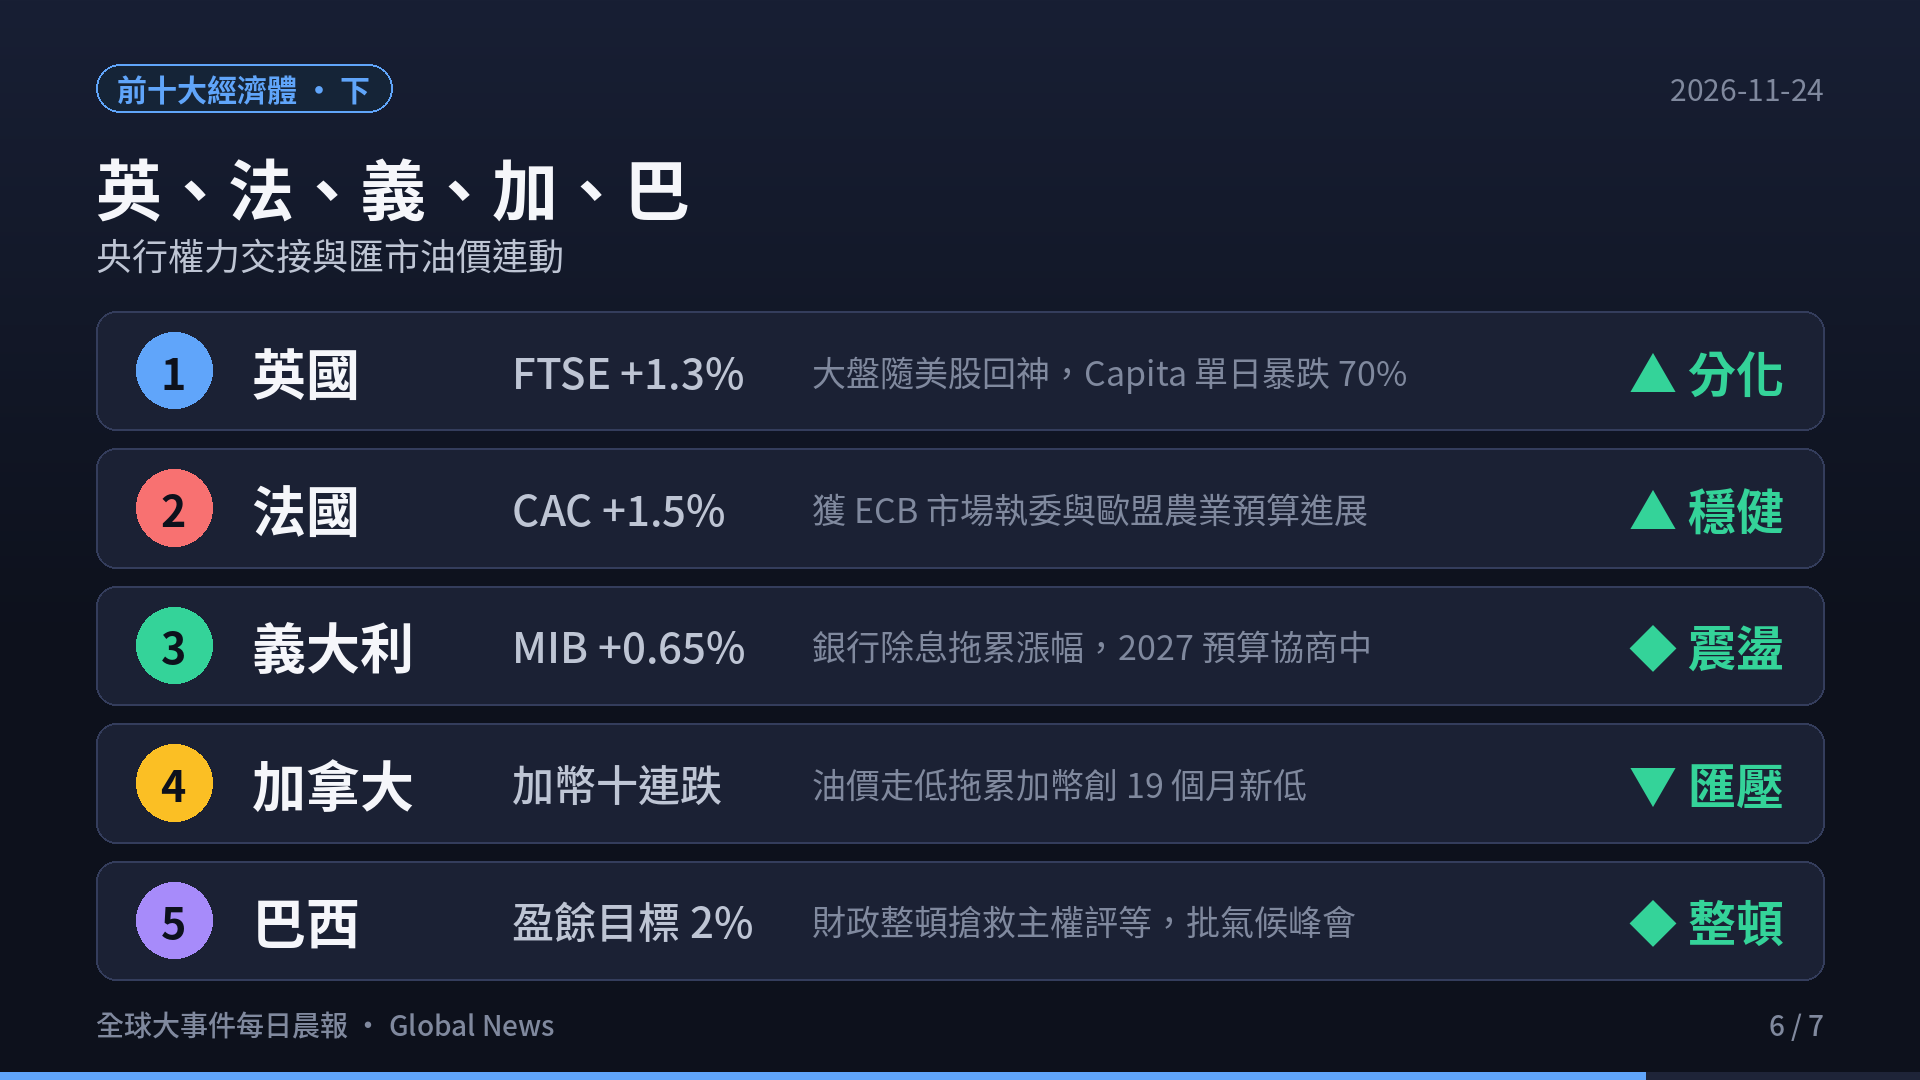 前十大經濟體 · 下
2026-11-24
英、法、義、加、巴
央行權力交接與匯市油價連動
1 英國 FTSE +1.3% 大盤隨美股回神，Capita 單日暴跌 70% ▲ 分化
2 法國 CAC +1.5% 獲 ECB 市場執委與歐盟農業預算進展 ▲ 穩健
3 義大利 MIB +0.65% 銀行除息拖累漲幅，2027 預算協商中 ◆ 震盪
4 加拿大 加幣十連跌 油價走低拖累加幣創 19 個月新低 ▼ 匯壓
5 巴西 盈餘目標 2% 財政整頓搶救主權評等，批氣候峰會 ◆ 整頓
全球大事件每日晨報 · Global News
6 / 7